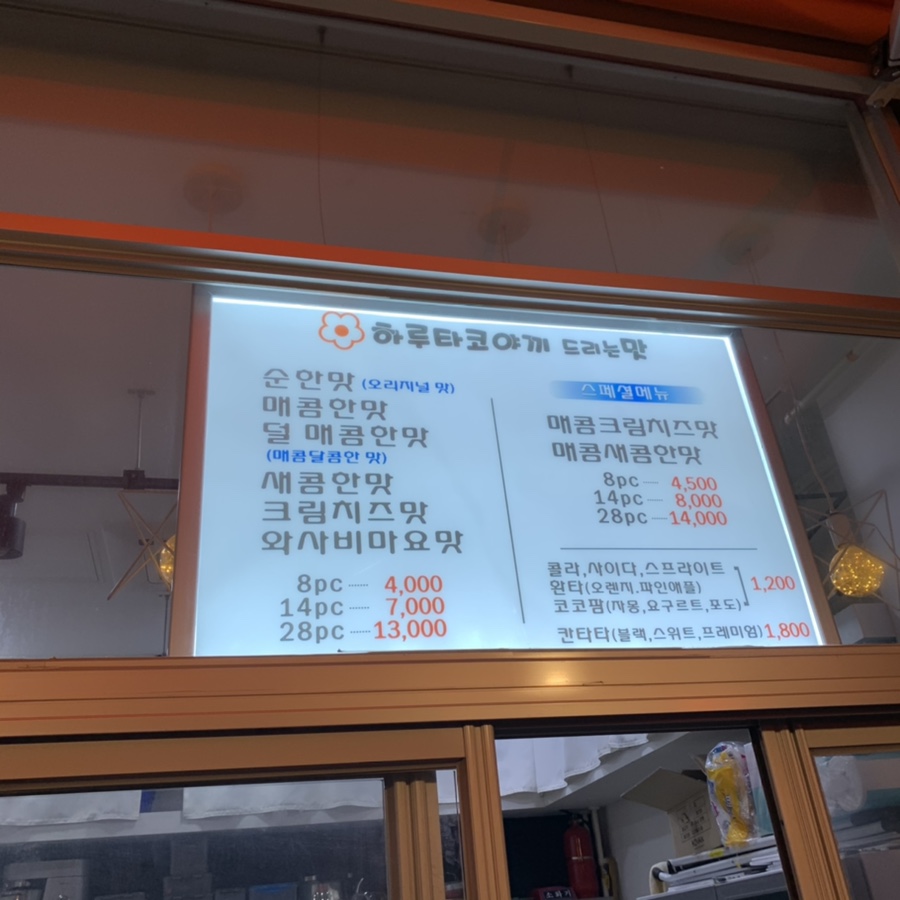 하루타코야끼 드리는맛
순한맛 (오리지널 맛)
매콤한맛
덜 매콤한맛
(매콤달콤한 맛)
새콤한맛
크림치즈맛
와사비마요맛
8pc ······· 4,000
14pc ······ 7,000
28pc ······ 13,000
스페셜메뉴
매콤크림치즈맛
매콤새콤한맛
8pc ···· 4,500
14pc ···· 8,000
28pc ···· 14,000
콜라,사이다,스프라이트
환타(오렌지.파인애플) 1,200
코코팜(자몽,요구르트,포도)
칸타타(블랙,스위트,프레미엄) 1,800